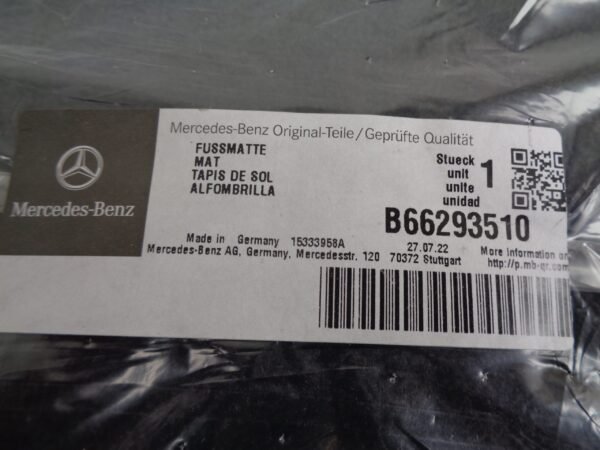 Mercedes-Benz Original-Teile/Geprüfte Qualität
Mercedes-Benz
FUSSMATTE
MAT
TAPIS DE SOL
ALFOMBRILLA
Stueck
unit
unite
unidad
1
B66293510
Made in Germany 15333958A 27.07.22 More information on
Mercedes-Benz AG, Germany, Mercedesstr. 120 70372 Stuttgart http://p.mb-qr.com